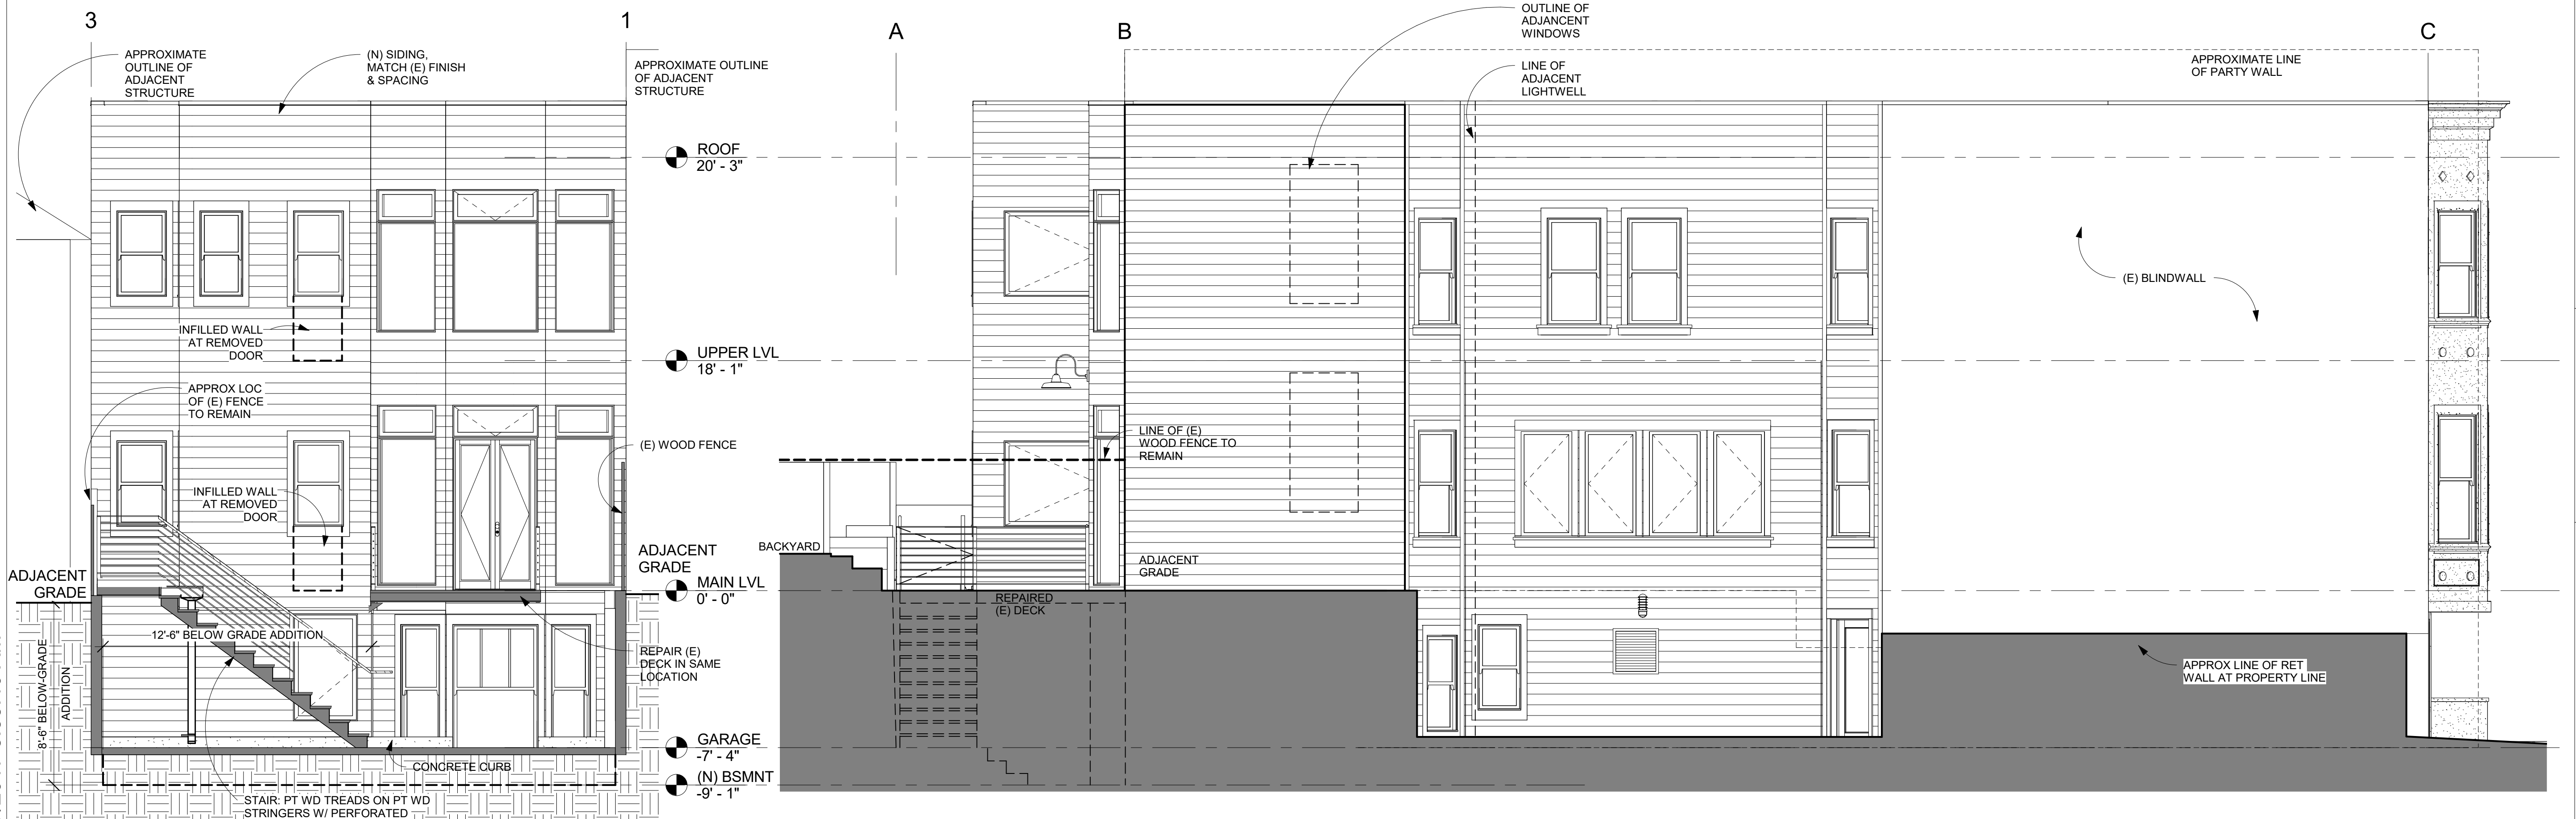 3
1
A
B
C
APPROXIMATE
OUTLINE OF
ADJACENT
STRUCTURE
(N) SIDING,
MATCH (E) FINISH
& SPACING
APPROXIMATE OUTLINE
OF ADJACENT
STRUCTURE
OUTLINE OF
ADJANCENT
WINDOWS
LINE OF
ADJACENT
LIGHTWELL
APPROXIMATE LINE
OF PARTY WALL
ROOF
20' - 3"
(E) BLINDWALL
INFILLED WALL
AT REMOVED
DOOR
UPPER LVL
18' - 1"
APPROX LOC
OF (E) FENCE
TO REMAIN
(E) WOOD FENCE
LINE OF (E)
WOOD FENCE TO
REMAIN
INFILLED WALL
AT REMOVED
DOOR
ADJACENT
GRADE
ADJACENT
GRADE
BACKYARD
ADJACENT
GRADE
MAIN LVL
0' - 0"
REPAIRED
(E) DECK
12'-6" BELOW GRADE ADDITION
8'-6" BELOW-GRADE
ADDITION
REPAIR (E)
DECK IN SAME
LOCATION
APPROX LINE OF RET
WALL AT PROPERTY LINE
GARAGE
-7' - 4"
CONCRETE CURB
(N) BSMNT
-9' - 1"
STAIR: PT WD TREADS ON PT WD
STRINGERS W/ PERFORATED